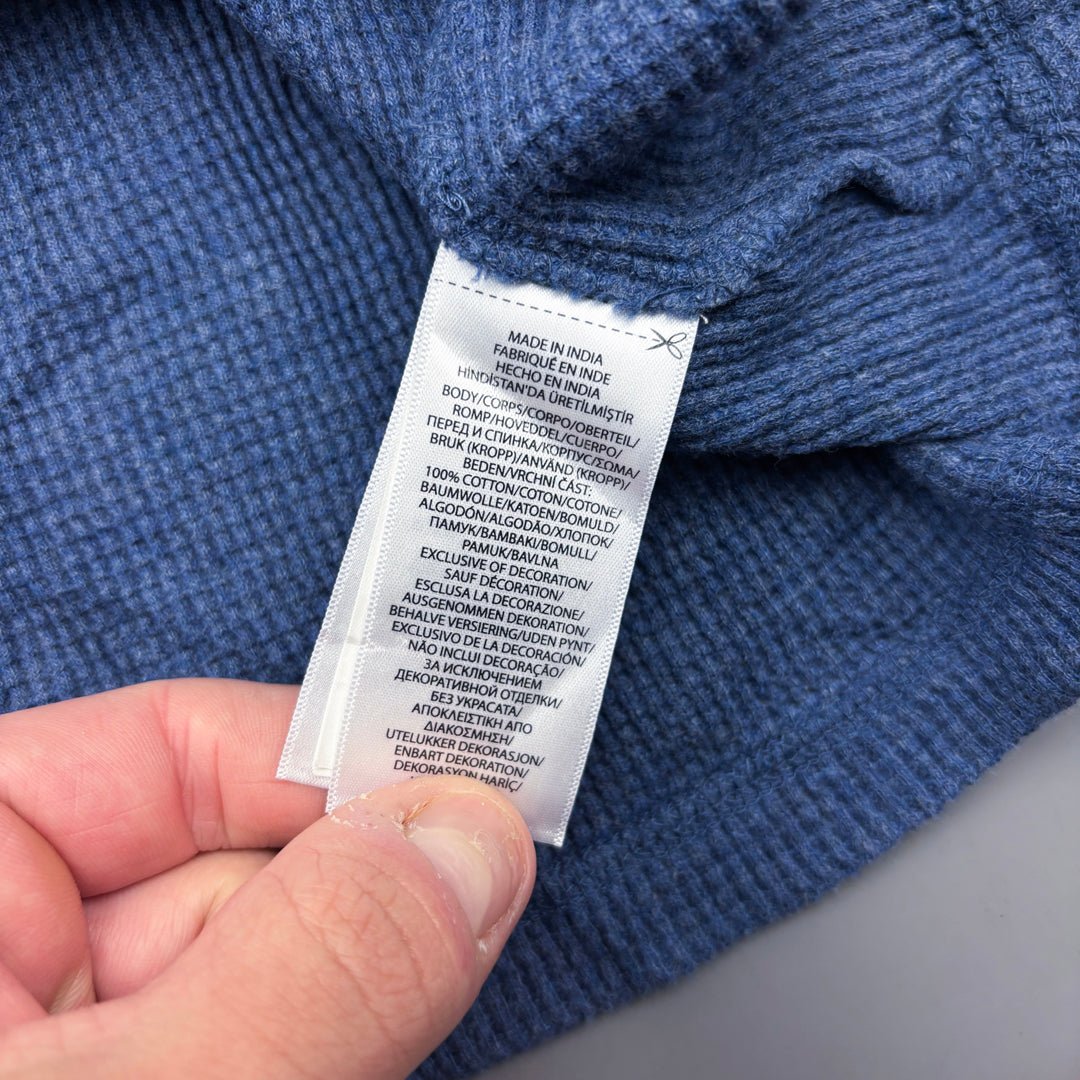 MADE IN INDIA
FABRIQUÉ EN INDE
HECHO EN INDIA
HİNDİSTAN'DA ÜRETİLMİŞTİR
BODY/CORPS/CORPO/OBERTEIL/
ROMP/HOVEDDEL/CUERPO/
ПЕРЕД И СПИНКА/КОРПУС/ΣΩΜΑ/
BRUK (KROPP)/ANVÄND (KROPP)/
BEDEN/VRCHNÍ ČÁST:
100% COTTON/COTON/COTONE/
BAUMWOLLE/KATOEN/BOMULD/
ALGODÓN/ALGODÃO/ХЛОПОК/
ПАМУК/ΒΑΜΒΑΚΙ/BOMULL/
PAMUK/BAVLNA
EXCLUSIVE OF DECORATION/
SAUF DÉCORATION/
ESCLUSA LA DECORAZIONE/
AUSGENOMMEN DEKORATION/
BEHALVE VERSIERING/UDEN PYNT/
EXCLUSIVO DE LA DECORACIÓN/
NÃO INCLUI DECORAÇÃO/
ЗА ИСКЛЮЧЕНИЕМ
ДЕКОРАТИВНОЙ ОТДЕЛКИ/
БЕЗ УКРАСАТА/
ΑΠΟΚΛΕΙΣΤΙΚΗ ΑΠΟ
ΔΙΑΚΟΣΜΗΣΗ/
UTELUKKER DEKORASJON/
ENBART DEKORATION/
DEKORASYON HARİÇ/